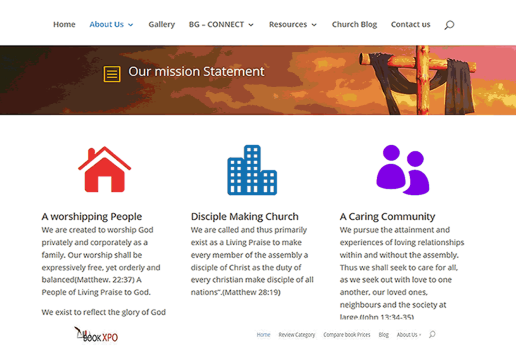 Home About Us Gallery BG – CONNECT Resources Church Blog Contact us
Our mission Statement
A worshipping People
We are created to worship God
privately and corporately as a
family. Our worship shall be
expressively free, yet orderly and
balanced(Matthew. 22:37) A
People of Living Praise to God.
We exist to reflect the glory of God
Disciple Making Church
We are called and thus primarily
exist as a Living Praise to make
every member of the assembly a
disciple of Christ as the duty of
every christian make disciple of all
nations".(Matthew 28:19)
A Caring Community
We pursue the attainment and
experiences of loving relationships
within and without the assembly.
Thus we shall seek to care for all,
as we seek out with love to one
another, our loved ones,
neighbours and the society at
large.(John 13:34-35)
BOOK XPO
Home Review Category Compare book Prices Blog About Us